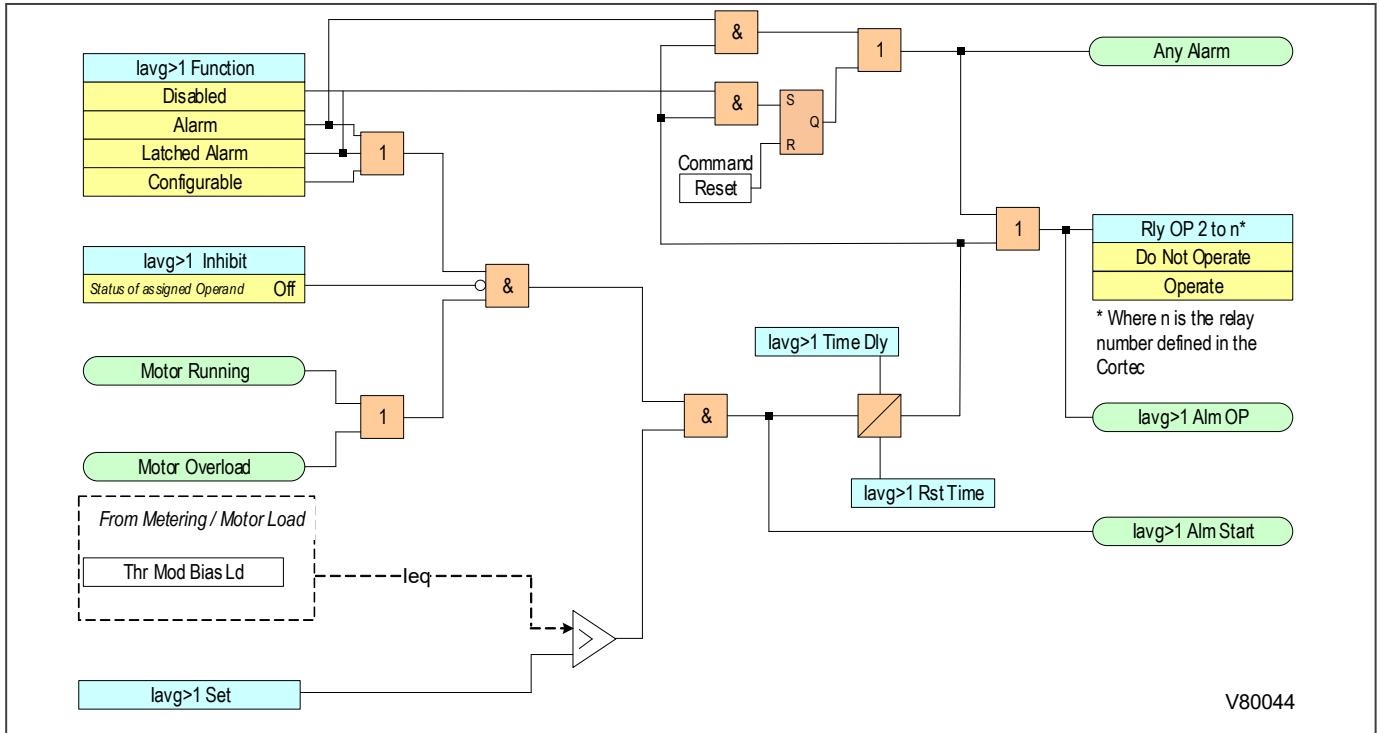 Iavg>1 Function
Disabled
Alarm
Latched Alarm
Configurable
1
Iavg>1 Inhibit
Status of assigned Operand Off
&
Motor Running
Motor Overload
1
From Metering / Motor Load
Thr Mod Bias Ld
Ieq
>
Iavg>1 Set
&
&
S
Q
R
Command
Reset
1
Any Alarm
1
Rly OP 2 to n*
Do Not Operate
Operate
* Where n is the relay
number defined in the
Cortec
Iavg>1 Time Dly
&
Iavg>1 Rst Time
Iavg>1 Alm OP
Iavg>1 Alm Start
V80044